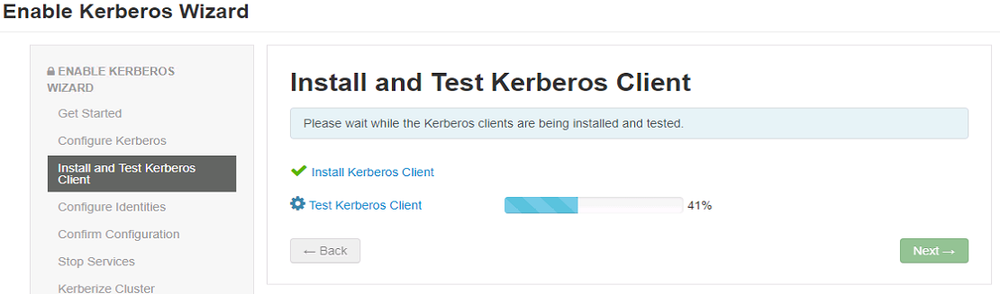 Enable Kerberos Wizard
ENABLE KERBEROS
WIZARD
Get Started
Configure Kerberos
Install and Test Kerberos
Client
Configure Identities
Confirm Configuration
Stop Services
Kerberize Cluster
Install and Test Kerberos Client
Please wait while the Kerberos clients are being installed and tested.
Install Kerberos Client
Test Kerberos Client 41%
← Back Next →